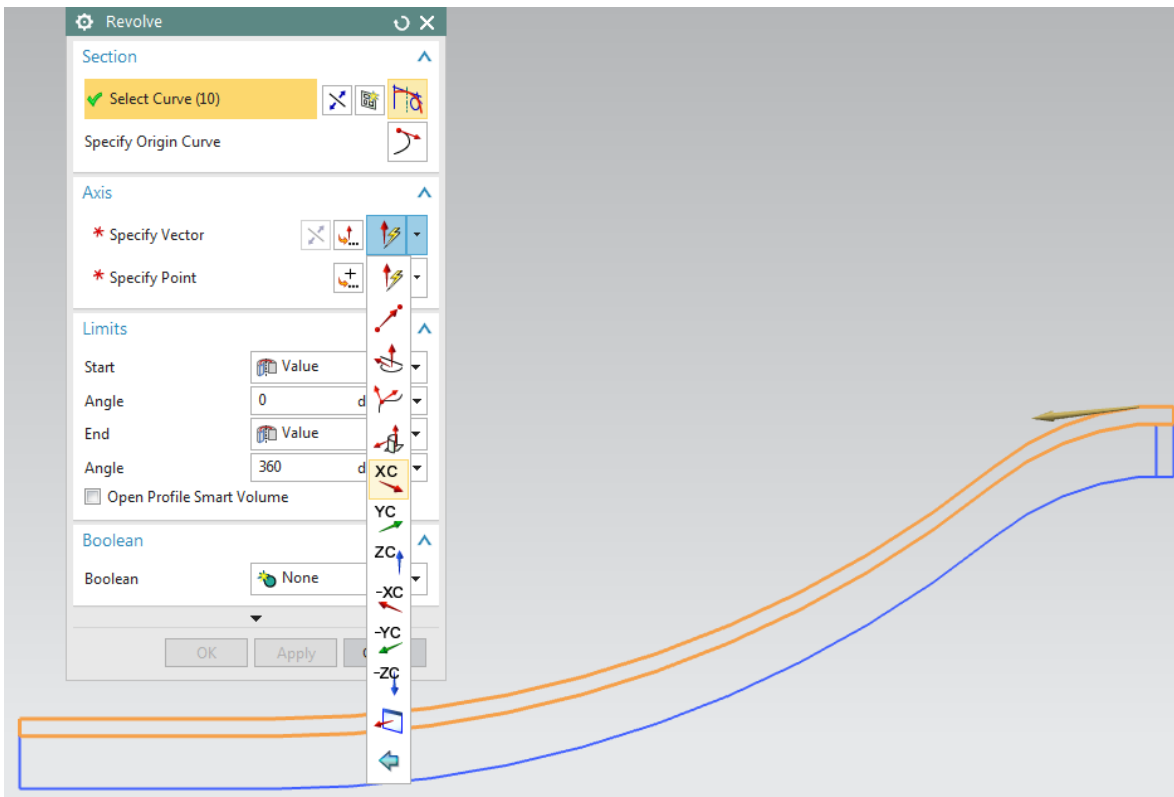 Revolve
Section
Select Curve (10)
Specify Origin Curve
Axis
* Specify Vector
* Specify Point
Limits
Start Value
Angle 0 d
End Value
Angle 360 d
XC
Open Profile Smart Volume
YC
Boolean
ZC
Boolean None
-XC
-YC
OK Apply
-ZC